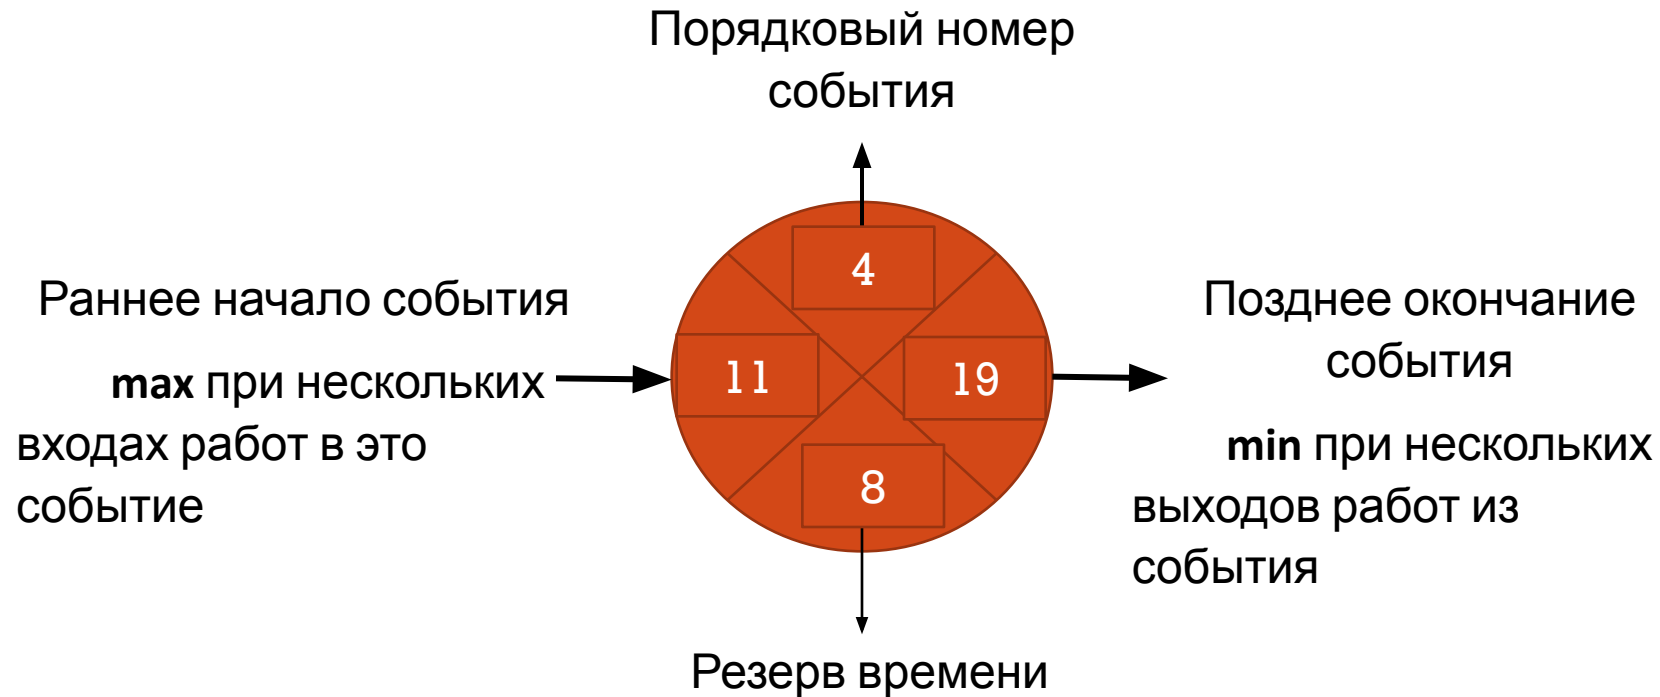 Порядковый номер
события
4
Раннее начало события
max при нескольких
входах работ в это
событие
11
19
Позднее окончание
события
min при нескольких
выходов работ из
события
8
Резерв времени